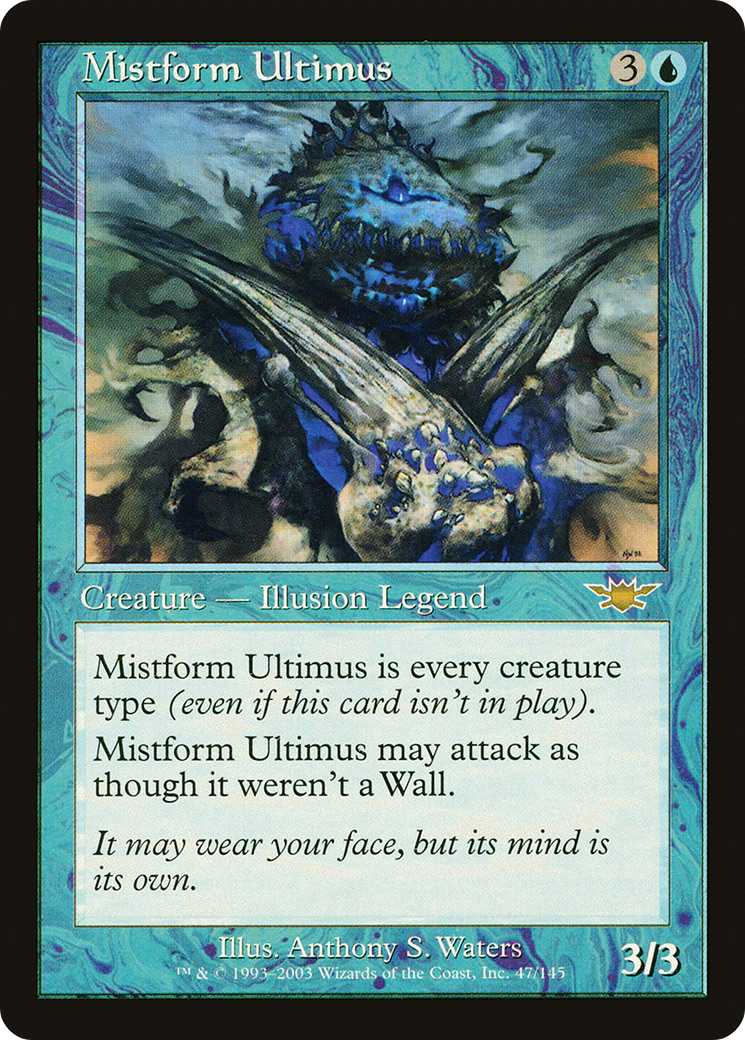 Mistform Ultimus 3
Creature — Illusion Legend
Mistform Ultimus is every creature
type (even if this card isn't in play).
Mistform Ultimus may attack as
though it weren't a Wall.
It may wear your face, but its mind is
its own.
Illus. Anthony S. Waters
™ & © 1993–2003 Wizards of the Coast, Inc. 47/145
3/3